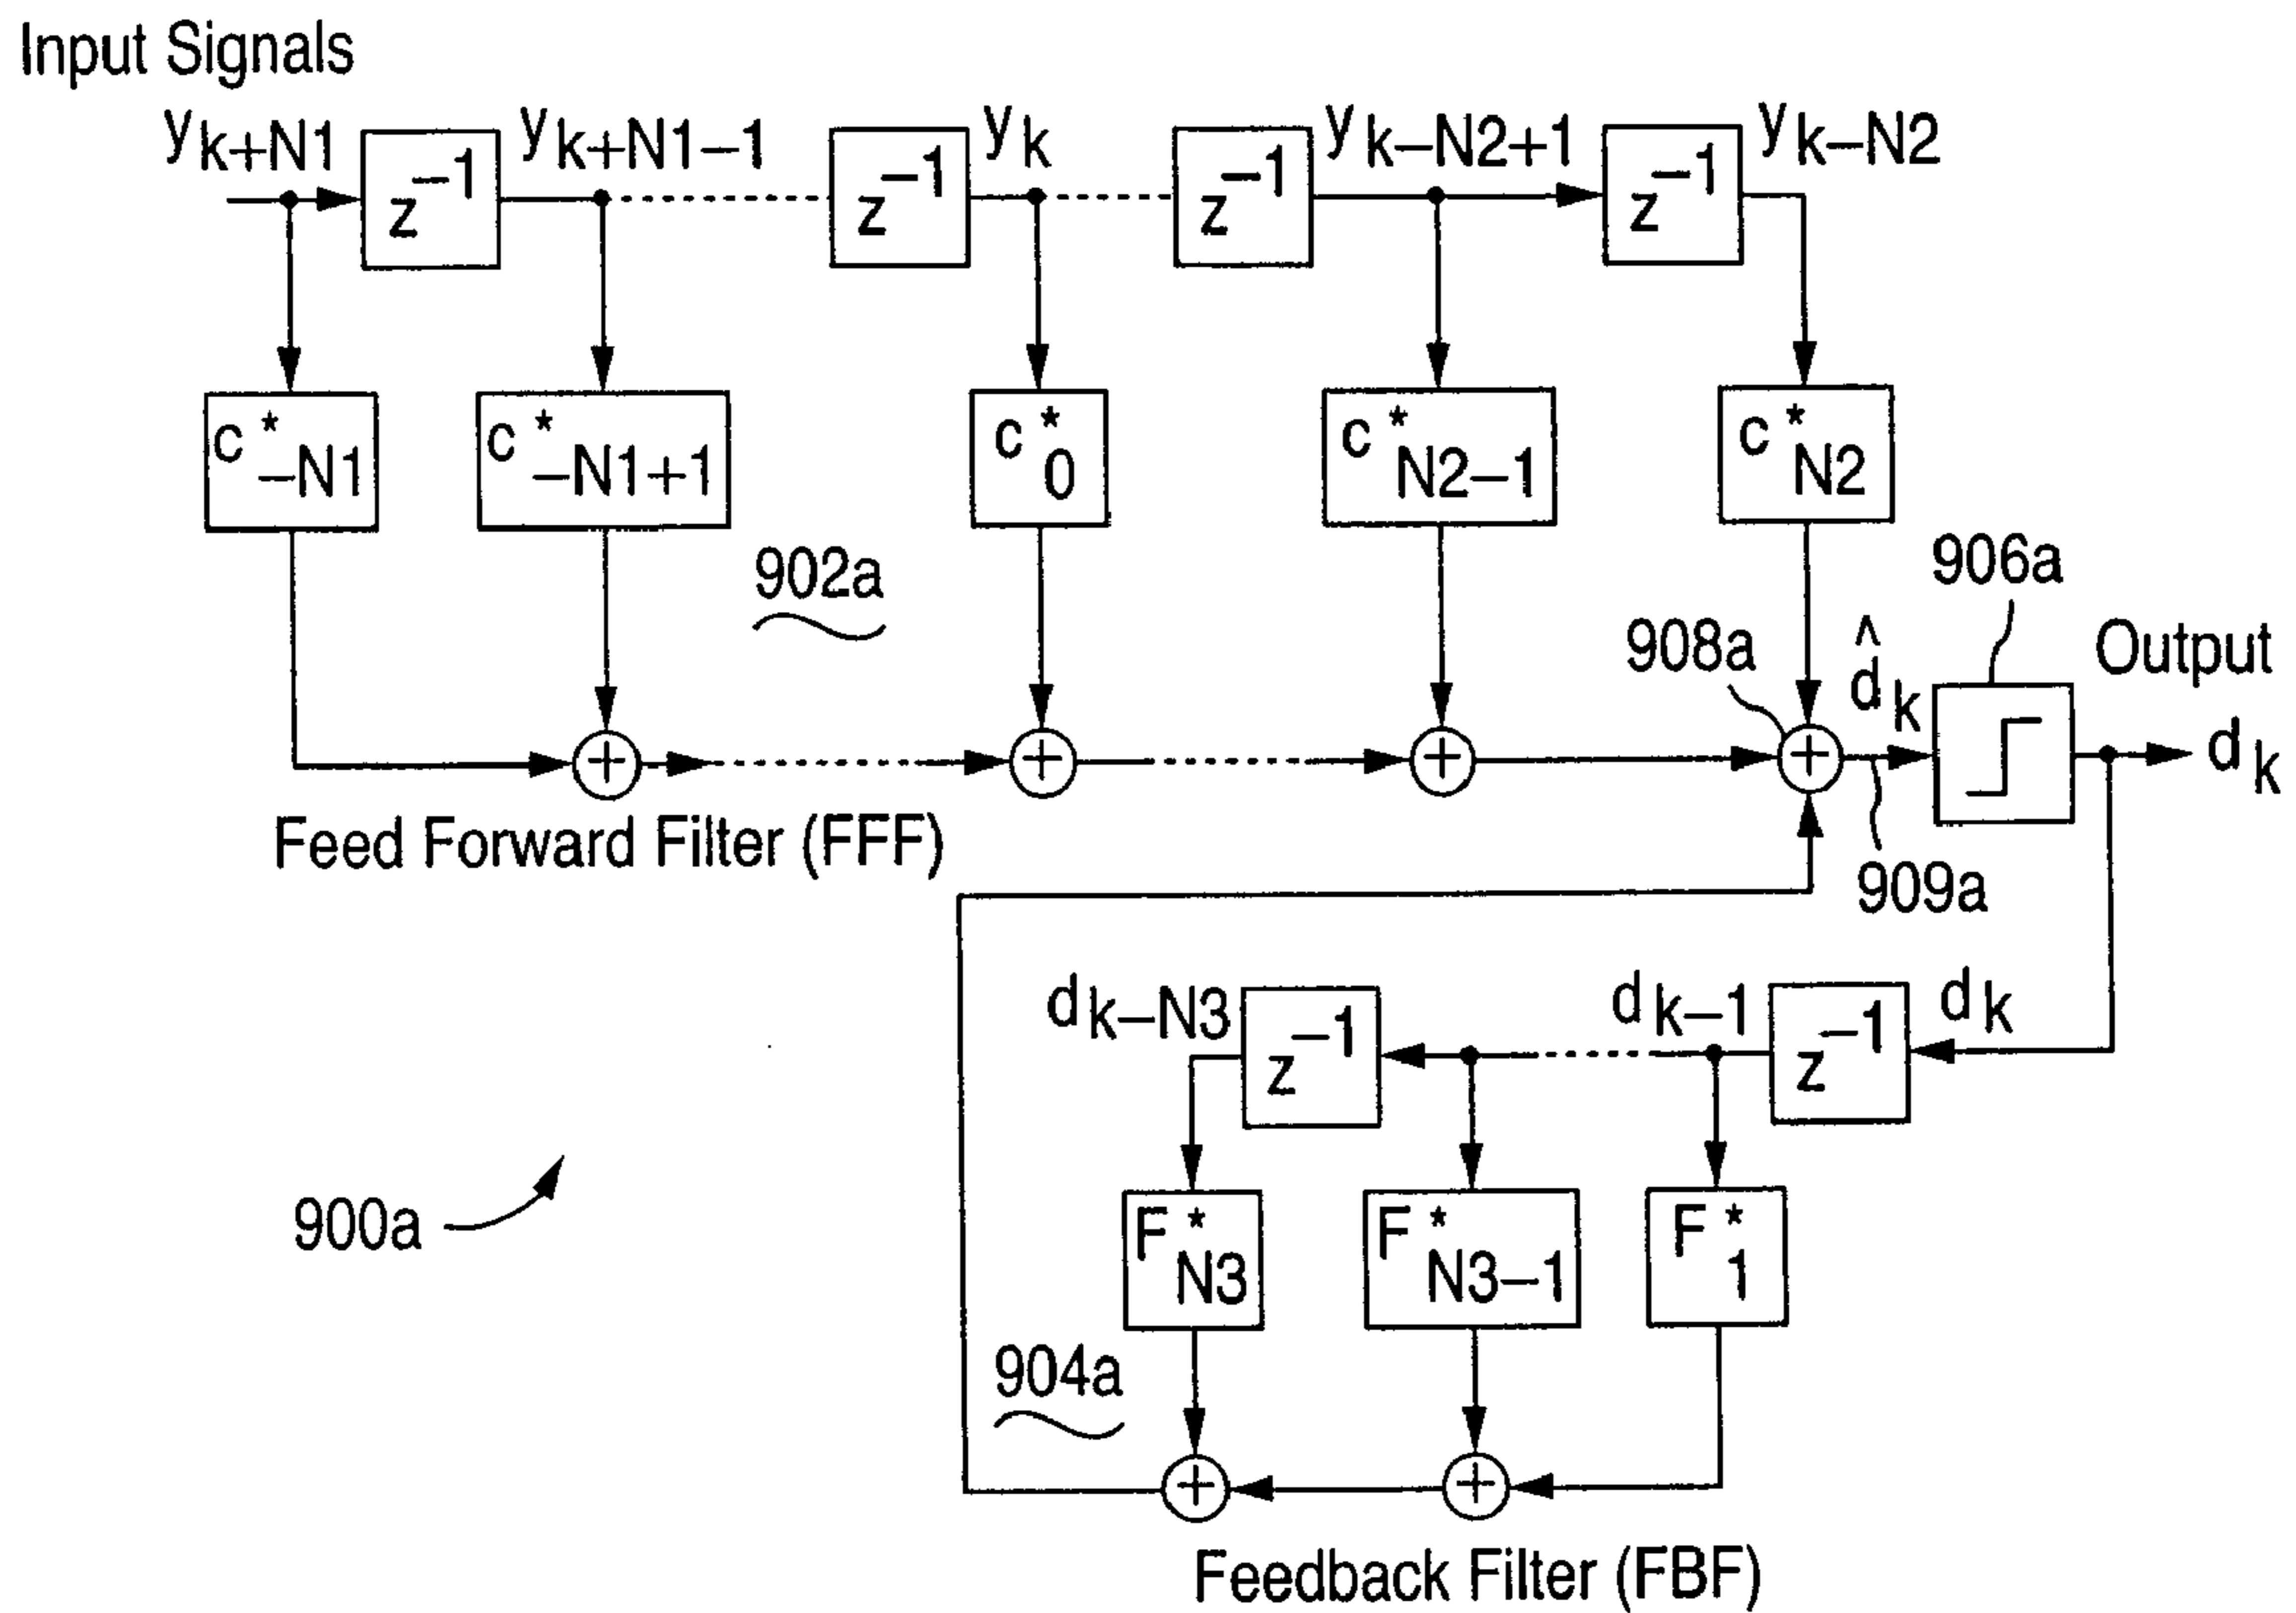 Input Signals
y k+N1
z −1
y k+N1−1
z −1
y k
z −1
y k−N2+1
z −1
y k−N2
c * −N1
c * −N1+1
c * 0
c * N2−1
c * N2
902a
908a
906a
d̂ k
Output
+
+
+
+
d k
Feed Forward Filter (FFF)
909a
d k−N3
z −1
d k−1
z −1
d k
F * N3
F * N3−1
F * 1
900a
904a
+
+
Feedback Filter (FBF)